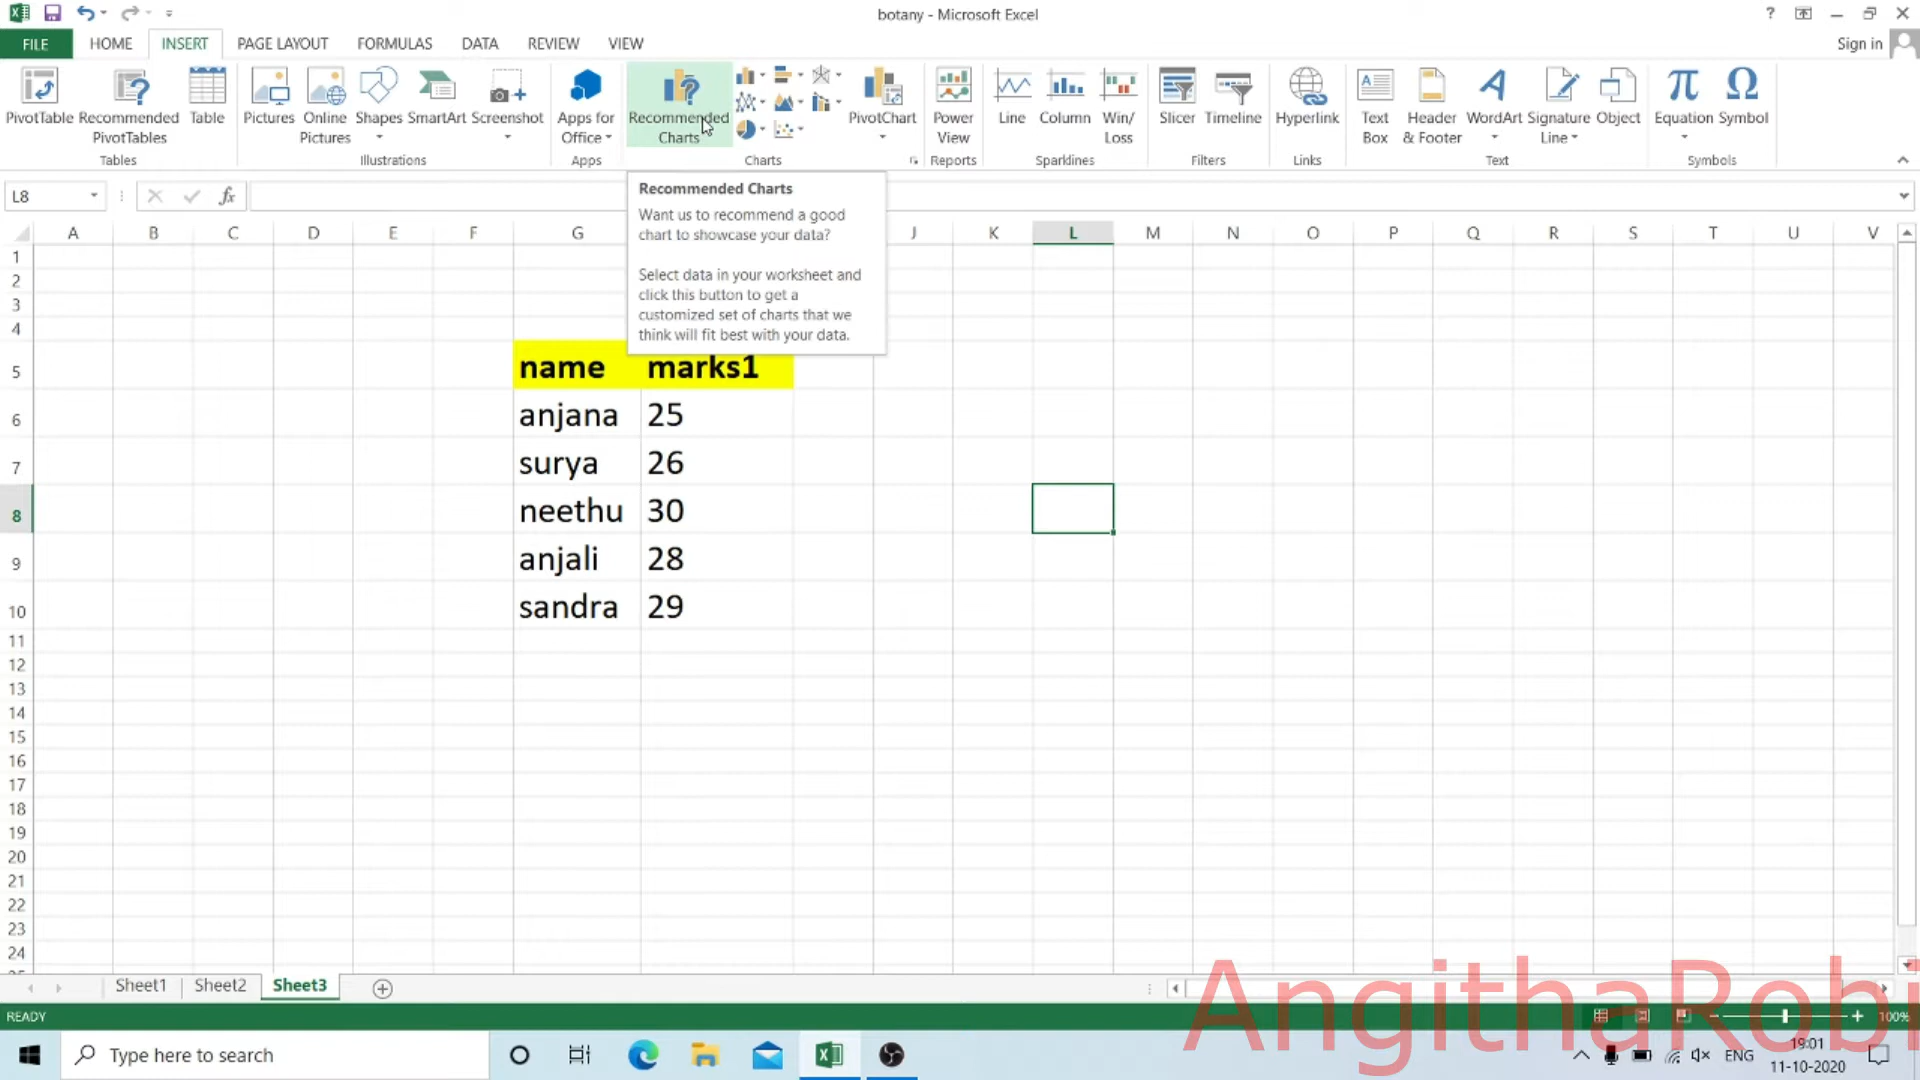 botany - Microsoft Excel
?
FILE HOME INSERT PAGE LAYOUT FORMULAS DATA REVIEW VIEW Sign in
PivotTable Recommended PivotTables Table Pictures Online Pictures Shapes SmartArt Screenshot Apps for Office Recommended Charts PivotChart Power View Line Column Win/Loss Slicer Timeline Hyperlink Text Box Header & Footer WordArt Signature Line Object Equation Symbol
Tables Illustrations Apps Charts Reports Sparklines Filters Links Text Symbols
L8 fx
Recommended Charts
Want us to recommend a good
chart to showcase your data?
Select data in your worksheet and
click this button to get a
customized set of charts that we
think will fit best with your data.
A B C D E F G J K L M N O P Q R S T U V
1
2
3
4
5 name marks1
6 anjana 25
7 surya 26
8 neethu 30
9 anjali 28
10 sandra 29
11
12
13
14
15
16
17
18
19
20
21
22
23
24
Sheet1 Sheet2 Sheet3
AngithaRobi
READY 100%
Type here to search
ENG 19:01
11-10-2020